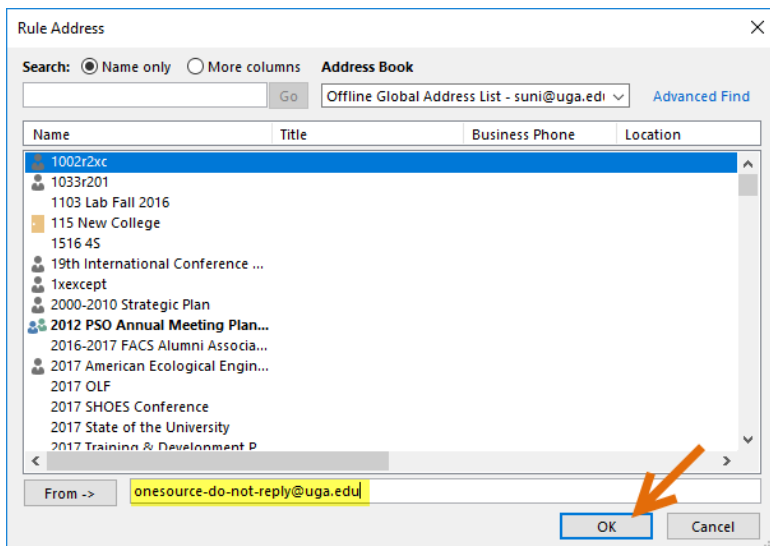 Rule Address
Search: Name only More columns Address Book
Go Offline Global Address List - suni@uga.edu Advanced Find
Name Title Business Phone Location
1002r2xc
1033r201
1103 Lab Fall 2016
115 New College
1516 4S
19th International Conference ...
1xexcept
2000-2010 Strategic Plan
2012 PSO Annual Meeting Plan...
2016-2017 FACS Alumni Associa...
2017 American Ecological Engin...
2017 OLF
2017 SHOES Conference
2017 State of the University
2017 Training & Development P
From -> onesource-do-not-reply@uga.edu
OK Cancel